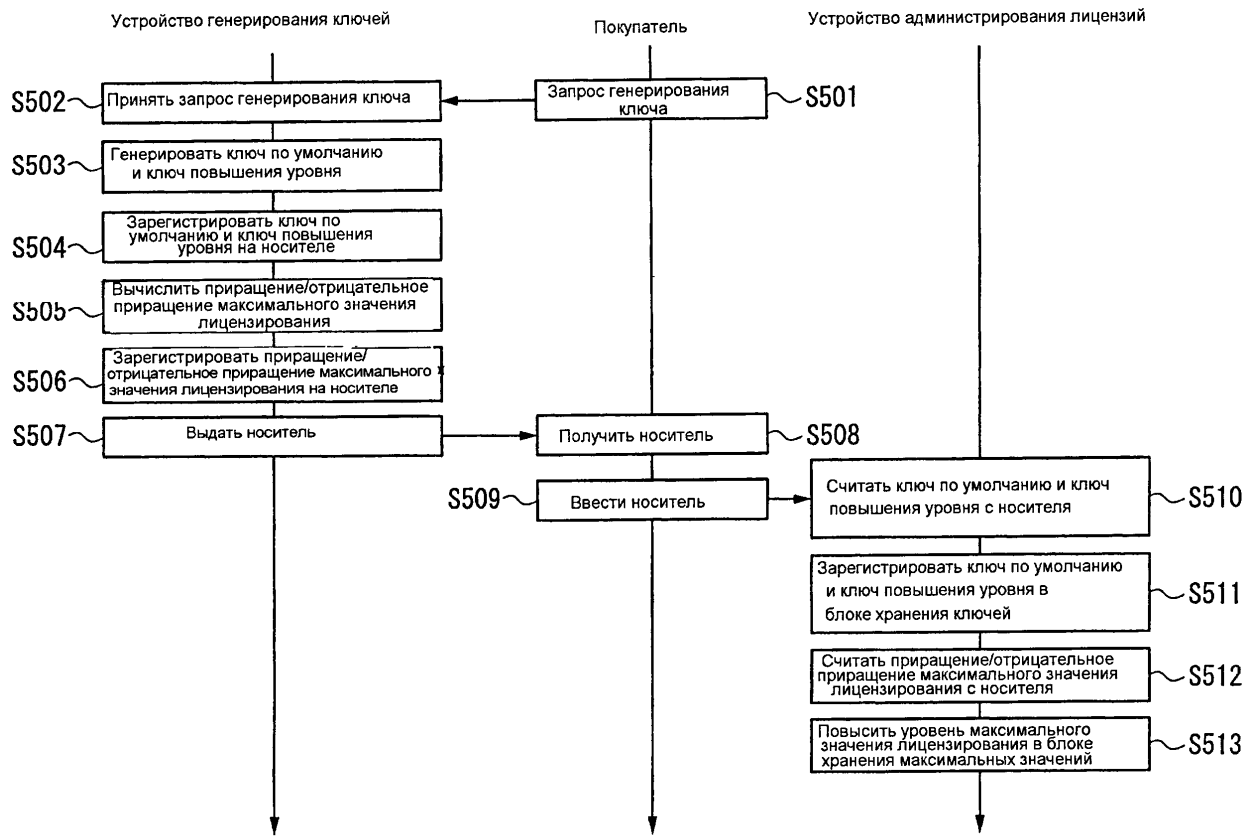 Устройство генерирования ключей
Покупатель
Устройство администрирования лицензий
S502
Принять запрос генерирования ключа
Запрос генерирования
ключа
S501
S503
Генерировать ключ по умолчанию
и ключ повышения уровня
S504
Зарегистрировать ключ по
умолчанию и ключ повышения
уровня на носителе
S505
Вычислить приращение/отрицательное
приращение максимального значения
лицензирования
S506
Зарегистрировать приращение/
отрицательное приращение максимального
значения лицензирования на носителе
S507
Выдать носитель
Получить носитель
S508
S509
Ввести носитель
Считать ключ по умолчанию и ключ
повышения уровня с носителя
S510
Зарегистрировать ключ по умолчанию
и ключ повышения уровня в
блоке хранения ключей
S511
Считать приращение/отрицательное
приращение максимального значения
лицензирования с носителя
S512
Повысить уровень максимального
значения лицензирования в блоке
хранения максимальных значений
S513